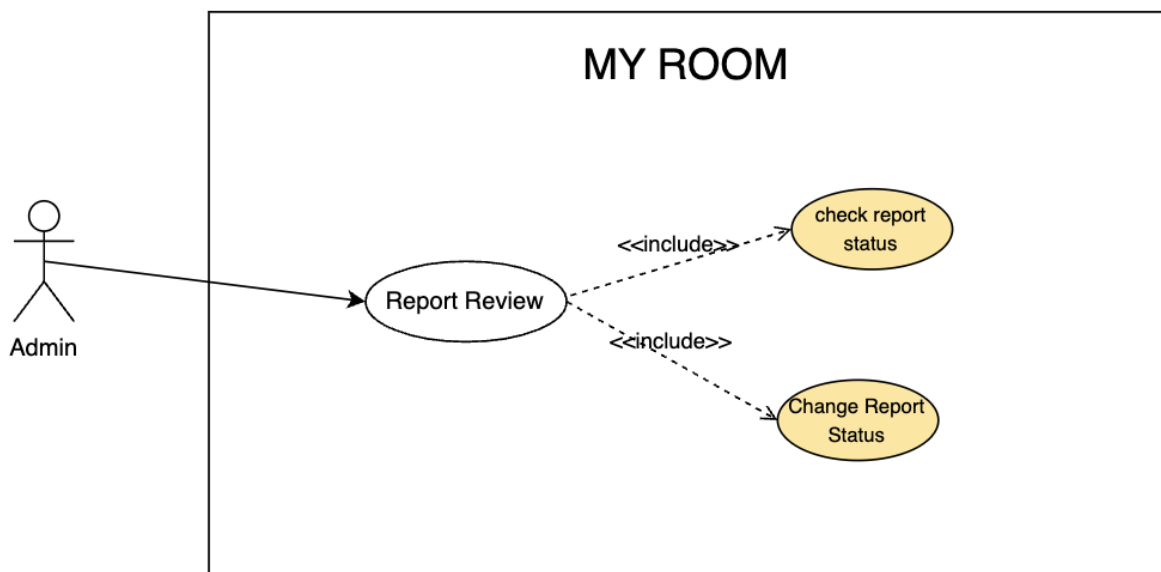 MY ROOM
check report
status
<<include>>
Report Review
Admin
<<include>>
Change Report
Status